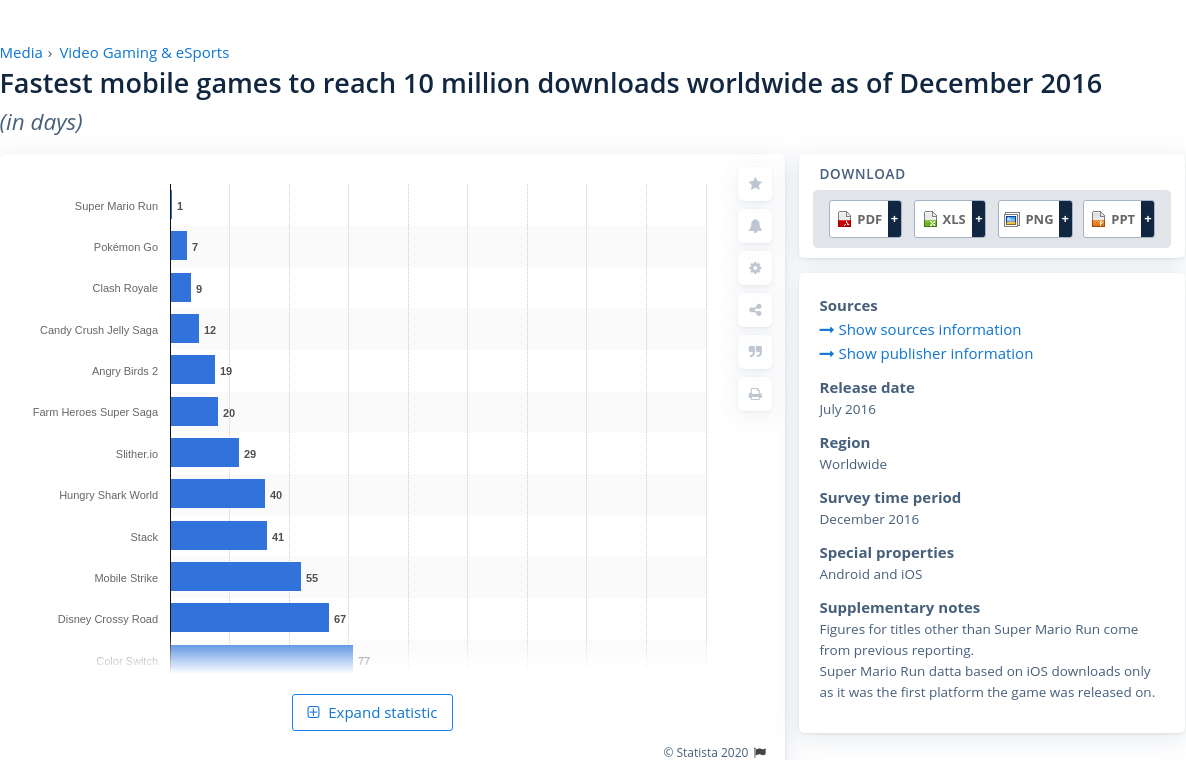 Media › Video Gaming & eSports
Fastest mobile games to reach 10 million downloads worldwide as of December 2016
(in days)
Super Mario Run 1
Pokémon Go 7
Clash Royale 9
Candy Crush Jelly Saga 12
Angry Birds 2 19
Farm Heroes Super Saga 20
Slither.io 29
Hungry Shark World 40
Stack 41
Mobile Strike 55
Disney Crossy Road 67
Color Switch 77
Expand statistic
© Statista 2020
DOWNLOAD
PDF + XLS + PNG + PPT +
Sources
Show sources information
Show publisher information
Release date
July 2016
Region
Worldwide
Survey time period
December 2016
Special properties
Android and iOS
Supplementary notes
Figures for titles other than Super Mario Run come
from previous reporting.
Super Mario Run datta based on iOS downloads only
as it was the first platform the game was released on.